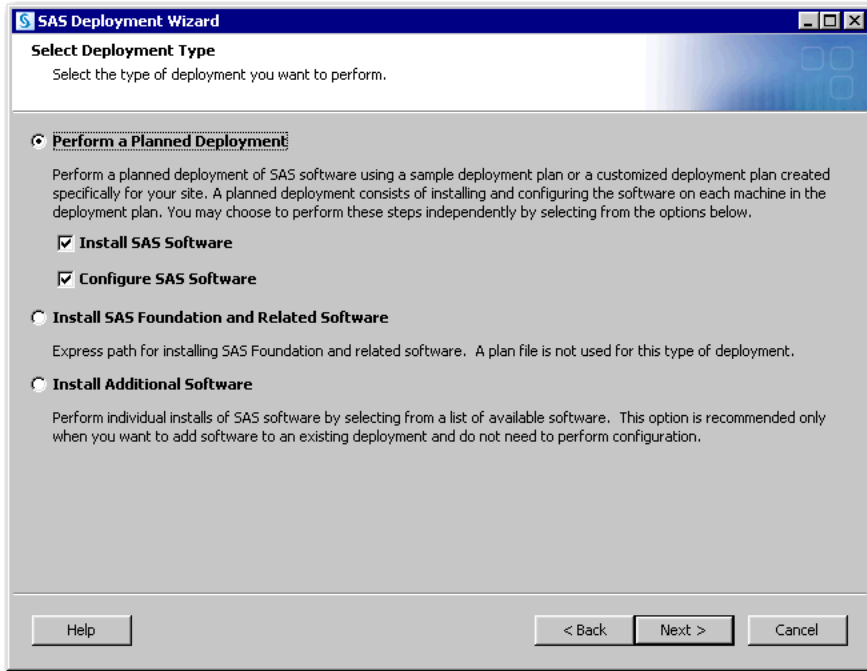 SAS Deployment Wizard
Select Deployment Type
Select the type of deployment you want to perform.
Perform a Planned Deployment
Perform a planned deployment of SAS software using a sample deployment plan or a customized deployment plan created
specifically for your site. A planned deployment consists of installing and configuring the software on each machine in the
deployment plan. You may choose to perform these steps independently by selecting from the options below.
Install SAS Software
Configure SAS Software
Install SAS Foundation and Related Software
Express path for installing SAS Foundation and related software. A plan file is not used for this type of deployment.
Install Additional Software
Perform individual installs of SAS software by selecting from a list of available software. This option is recommended only
when you want to add software to an existing deployment and do not need to perform configuration.
Help
< Back
Next >
Cancel